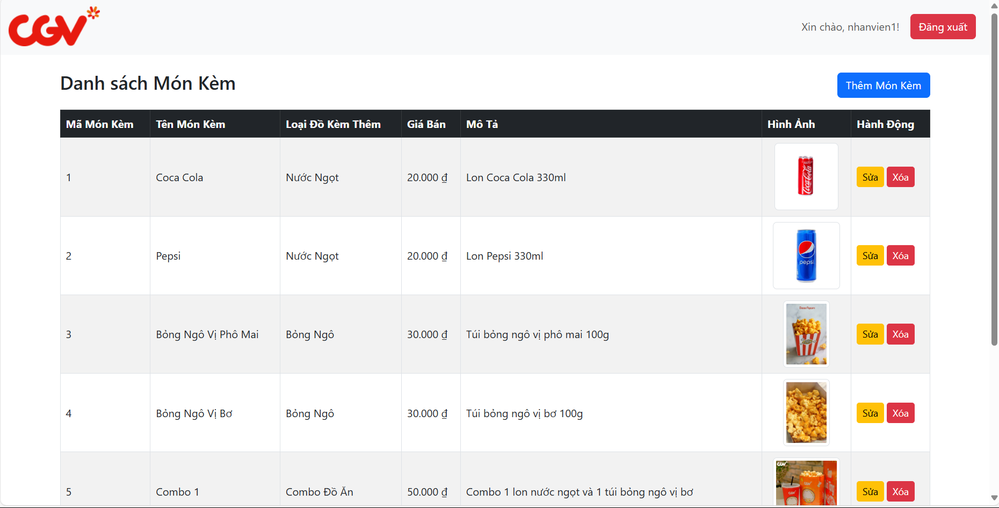 CGV
Xin chào, nhanvien1! Đăng xuất
Danh sách Món Kèm Thêm Món Kèm
Mã Món Kèm Tên Món Kèm Loại Đồ Kèm Thêm Giá Bán Mô Tả Hình Ảnh Hành Động
1 Coca Cola Nước Ngọt 20.000 ₫ Lon Coca Cola 330ml Coca-Cola Sửa Xóa
2 Pepsi Nước Ngọt 20.000 ₫ Lon Pepsi 330ml pepsi Sửa Xóa
Cheese Popcorn
3 Bỏng Ngô Vị Phô Mai Bỏng Ngô 30.000 ₫ Túi bỏng ngô vị phô mai 100g Sửa Xóa
4 Bỏng Ngô Vị Bơ Bỏng Ngô 30.000 ₫ Túi bỏng ngô vị bơ 100g Sửa Xóa
CGV
5 Combo 1 Combo Đồ Ăn 50.000 ₫ Combo 1 lon nước ngọt và 1 túi bỏng ngô vị bơ CGV CGV Sửa Xóa